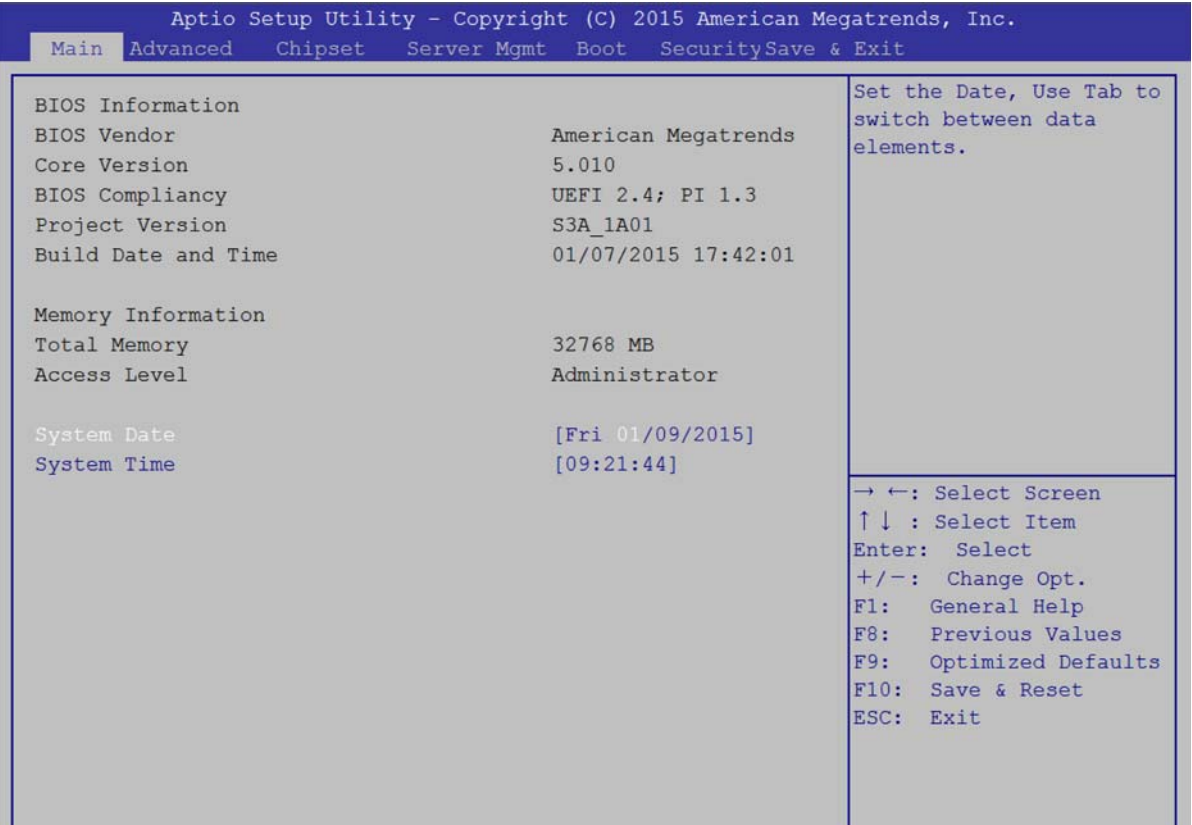 Aptio Setup Utility – Copyright (C) 2015 American Megatrends, Inc.
Main Advanced Chipset Server Mgmt Boot Security Save & Exit
BIOS Information
BIOS Vendor American Megatrends
Core Version 5.010
BIOS Compliancy UEFI 2.4; PI 1.3
Project Version S3A_1A01
Build Date and Time 01/07/2015 17:42:01
Memory Information
Total Memory 32768 MB
Access Level Administrator
System Date [Fri 01/09/2015]
System Time [09:21:44]
Set the Date, Use Tab to
switch between data
elements.
→ ←: Select Screen
↑↓ : Select Item
Enter: Select
+/−: Change Opt.
F1: General Help
F8: Previous Values
F9: Optimized Defaults
F10: Save & Reset
ESC: Exit